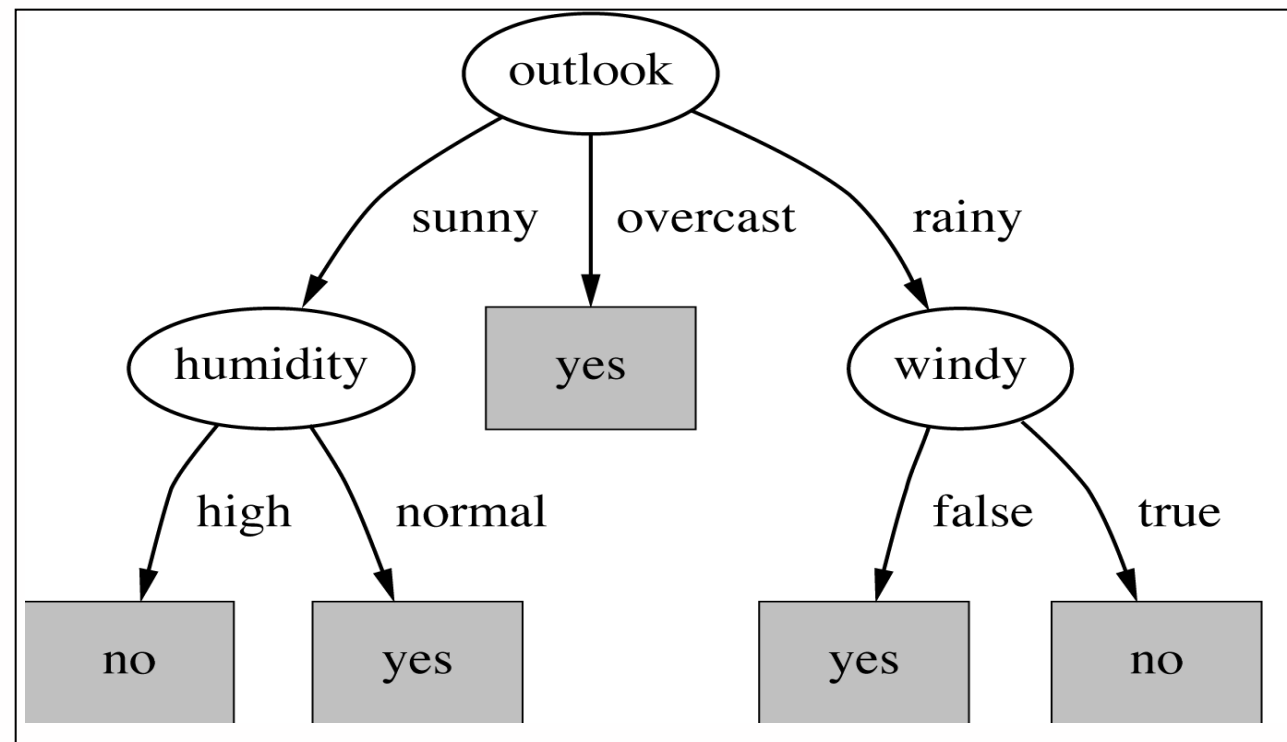 outlook
sunny overcast rainy
humidity yes windy
high normal false true
no yes yes no